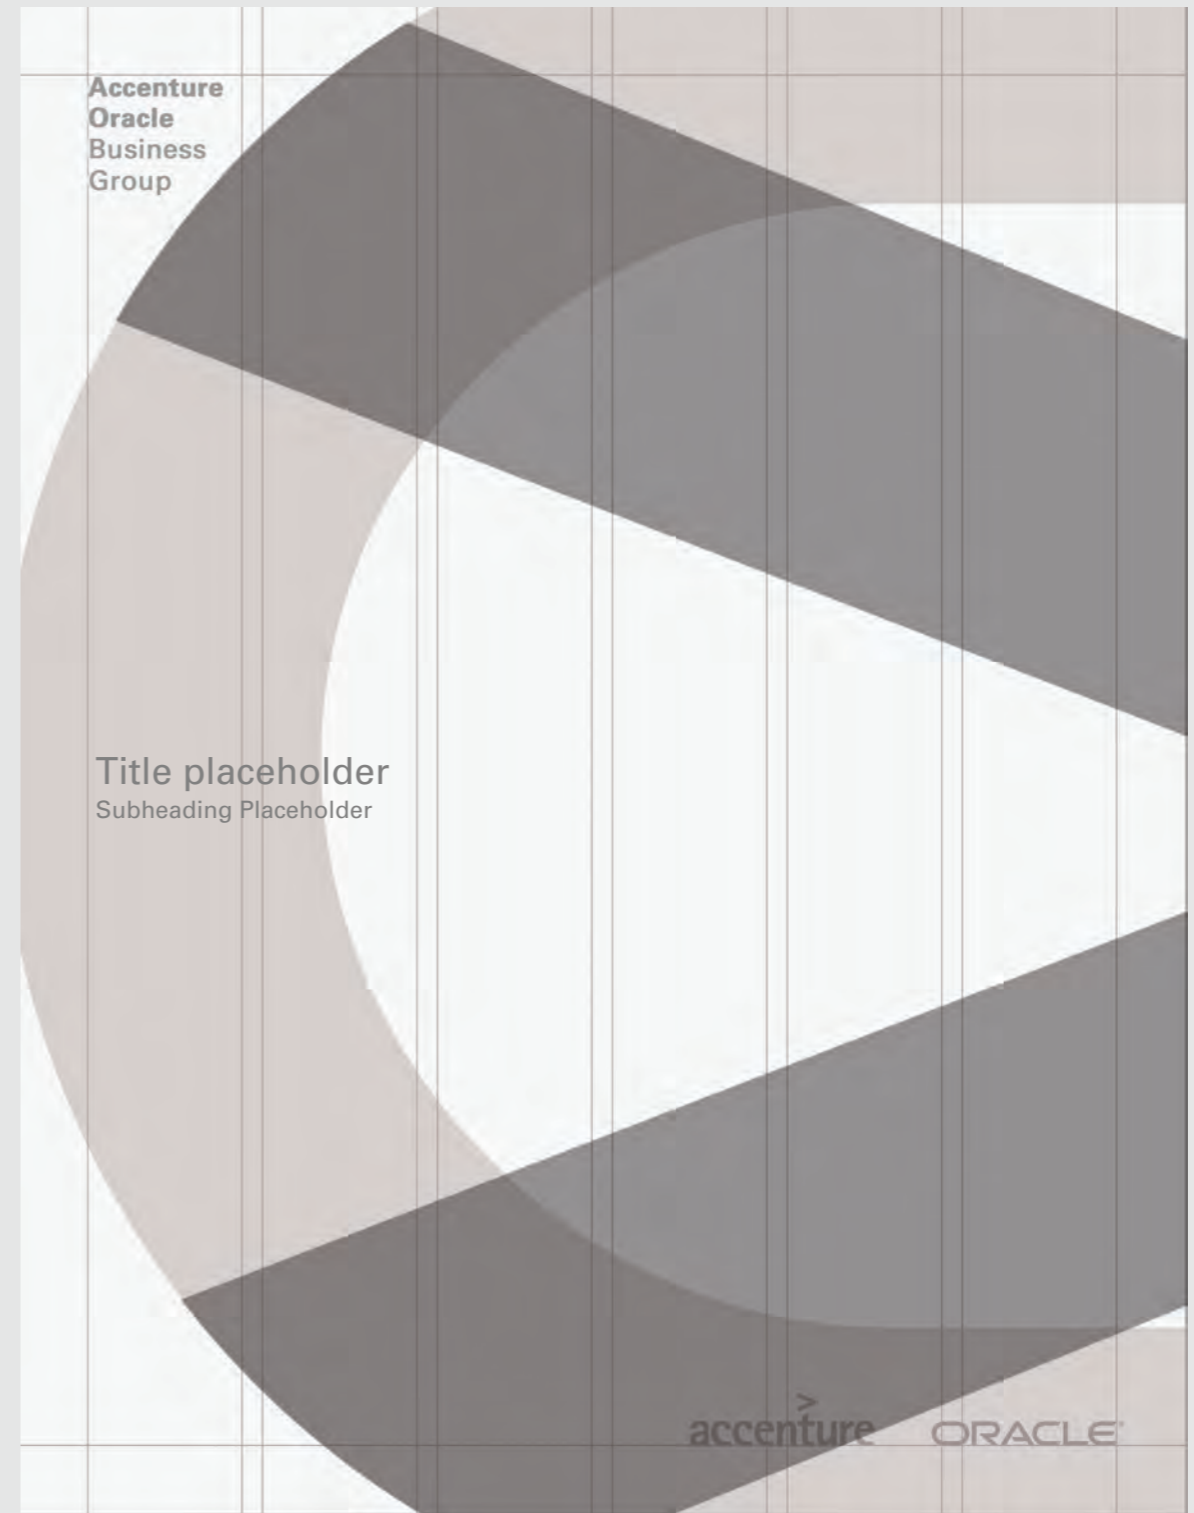 Accenture
Oracle
Business
Group
Title placeholder
Subheading Placeholder
accenture
ORACLE